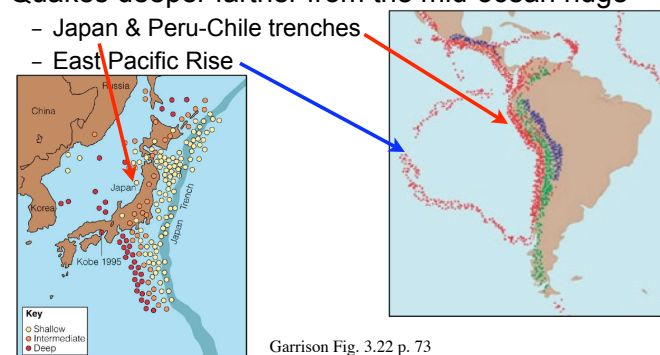 Quakes deeper farther from the mid-ocean ridge
– Japan & Peru-Chile trenches
– East Pacific Rise
Russia
China
Japan
Korea
Japan Trench
Kobe 1995
Key
Shallow
Intermediate
Deep
Garrison Fig. 3.22 p. 73